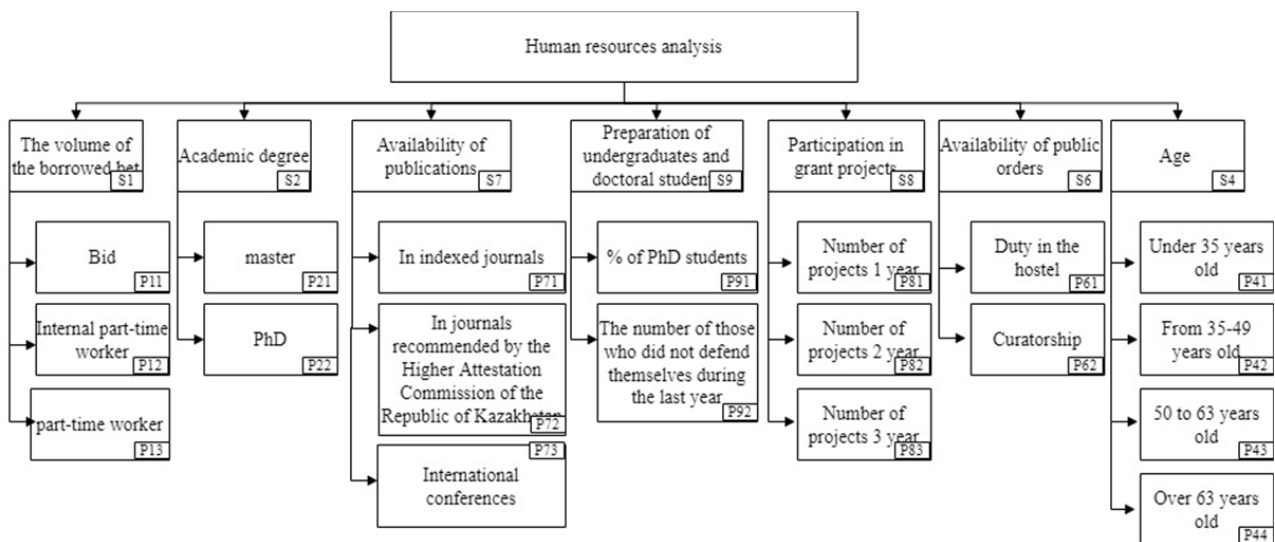 Human resources analysis
The volume of
the borrowed bet
S1
Academic degree
S2
Availability of
publications
S7
Preparation of
undergraduates and
doctoral student
S9
Participation in
grant projects
S8
Availability of public
orders
S6
Age
S4
Bid
P11
Internal part-time
worker
P12
part-time worker
P13
master
P21
PhD
P22
In indexed journals
P71
In journals
recommended by the
Higher Attestation
Commission of the
Republic of Kazakhstan
P72
P73
International
conferences
% of PhD students
P91
The number of those
who did not defend
themselves during
the last year
P92
Number of
projects 1 year
P81
Number of
projects 2 year
P82
Number of
projects 3 year
P83
Duty in the
hostel
P61
Curatorship
P62
Under 35 years
old
P41
From 35-49
years old
P42
50 to 63 years
old
P43
Over 63 years
old
P44